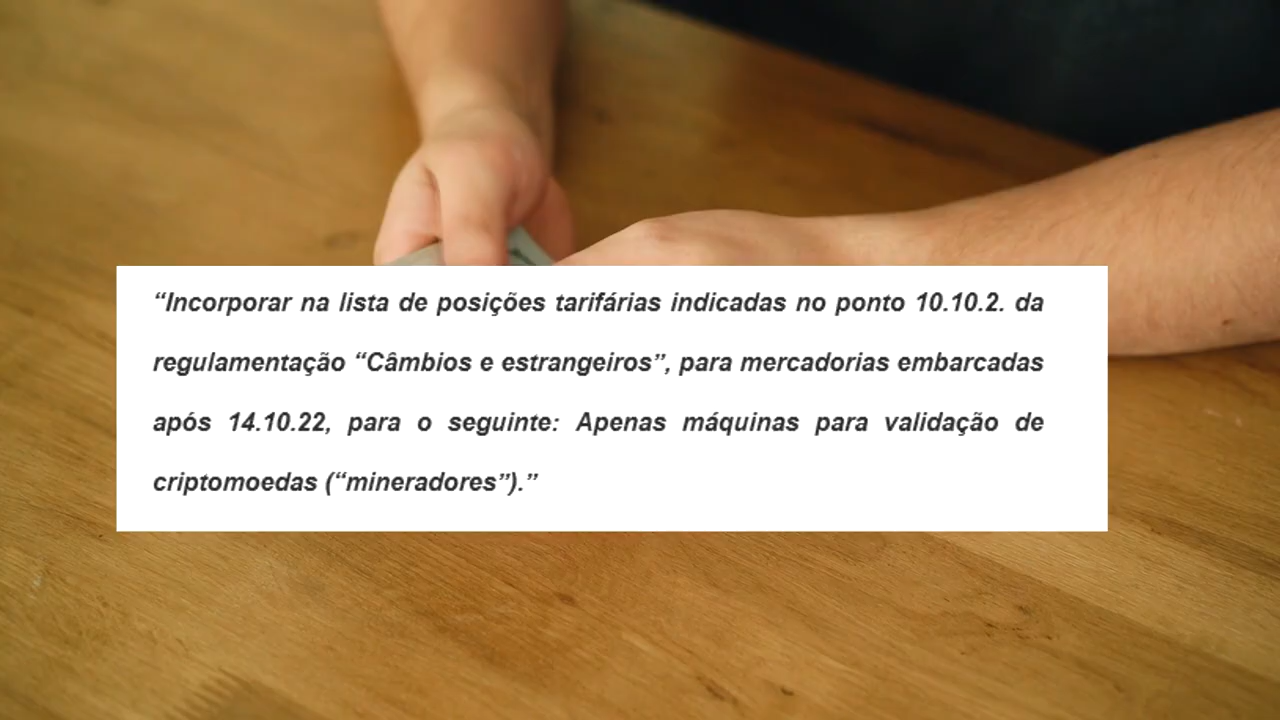 “Incorporar na lista de posições tarifárias indicadas no ponto 10.10.2. da
regulamentação “Câmbios e estrangeiros”, para mercadorias embarcadas
após 14.10.22, para o seguinte: Apenas máquinas para validação de
criptomoedas (“mineradores”).”